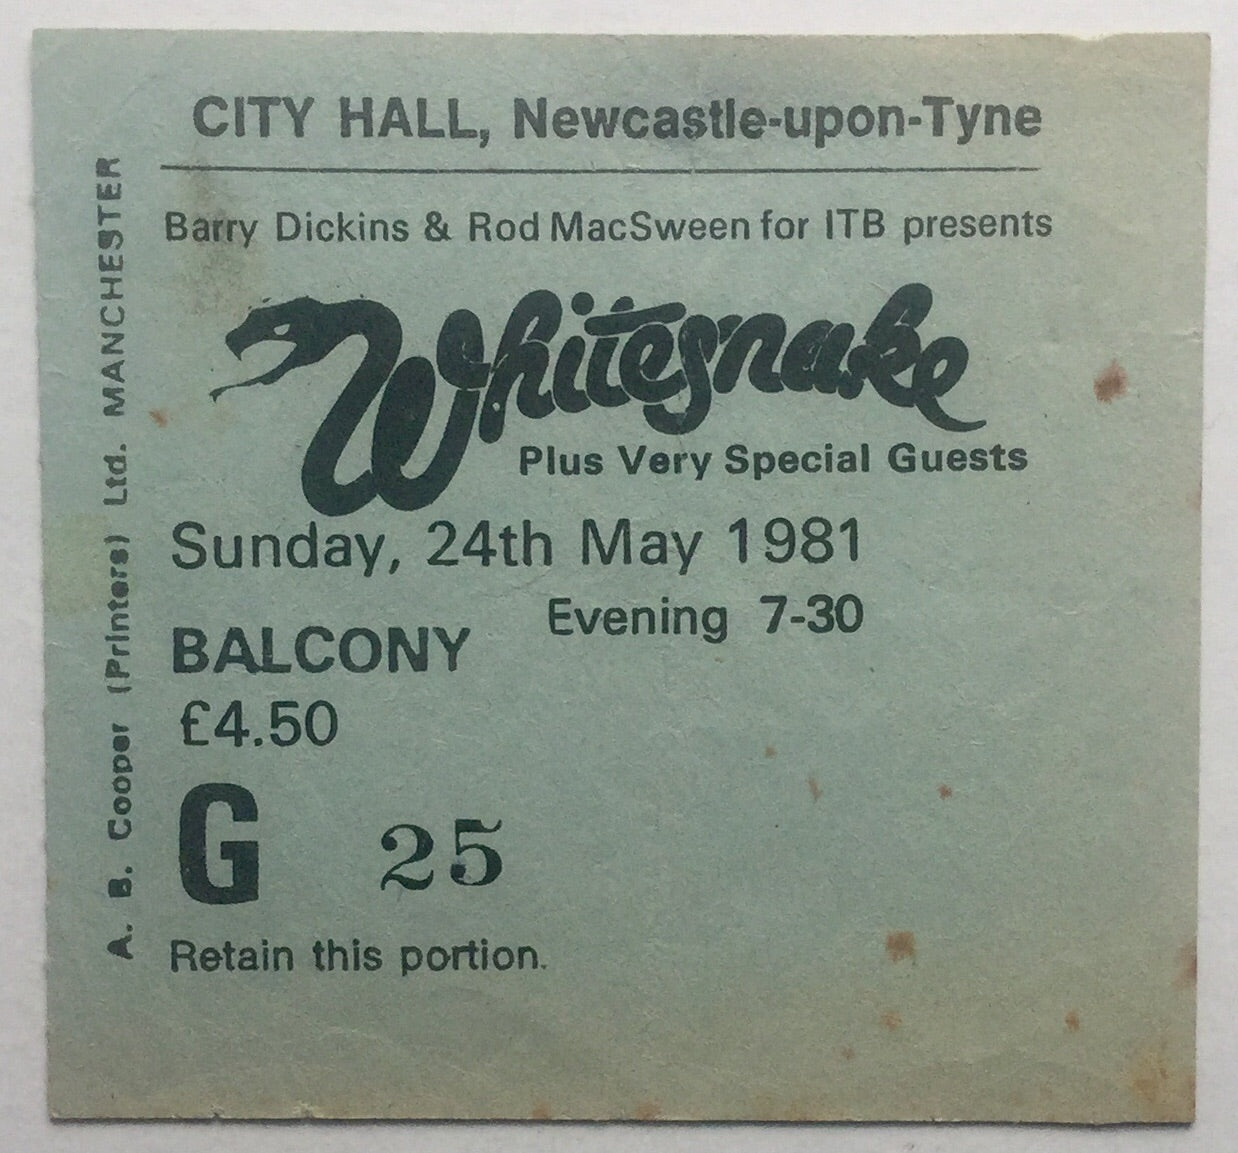 CITY HALL, Newcastle-upon-Tyne
Barry Dickins & Rod MacSween for ITB presents
Whitesnake
Plus Very Special Guests
Sunday, 24th May 1981
Evening 7-30
BALCONY
£4.50
G 25
Retain this portion.
A. B. Cooper (Printers) Ltd. MANCHESTER